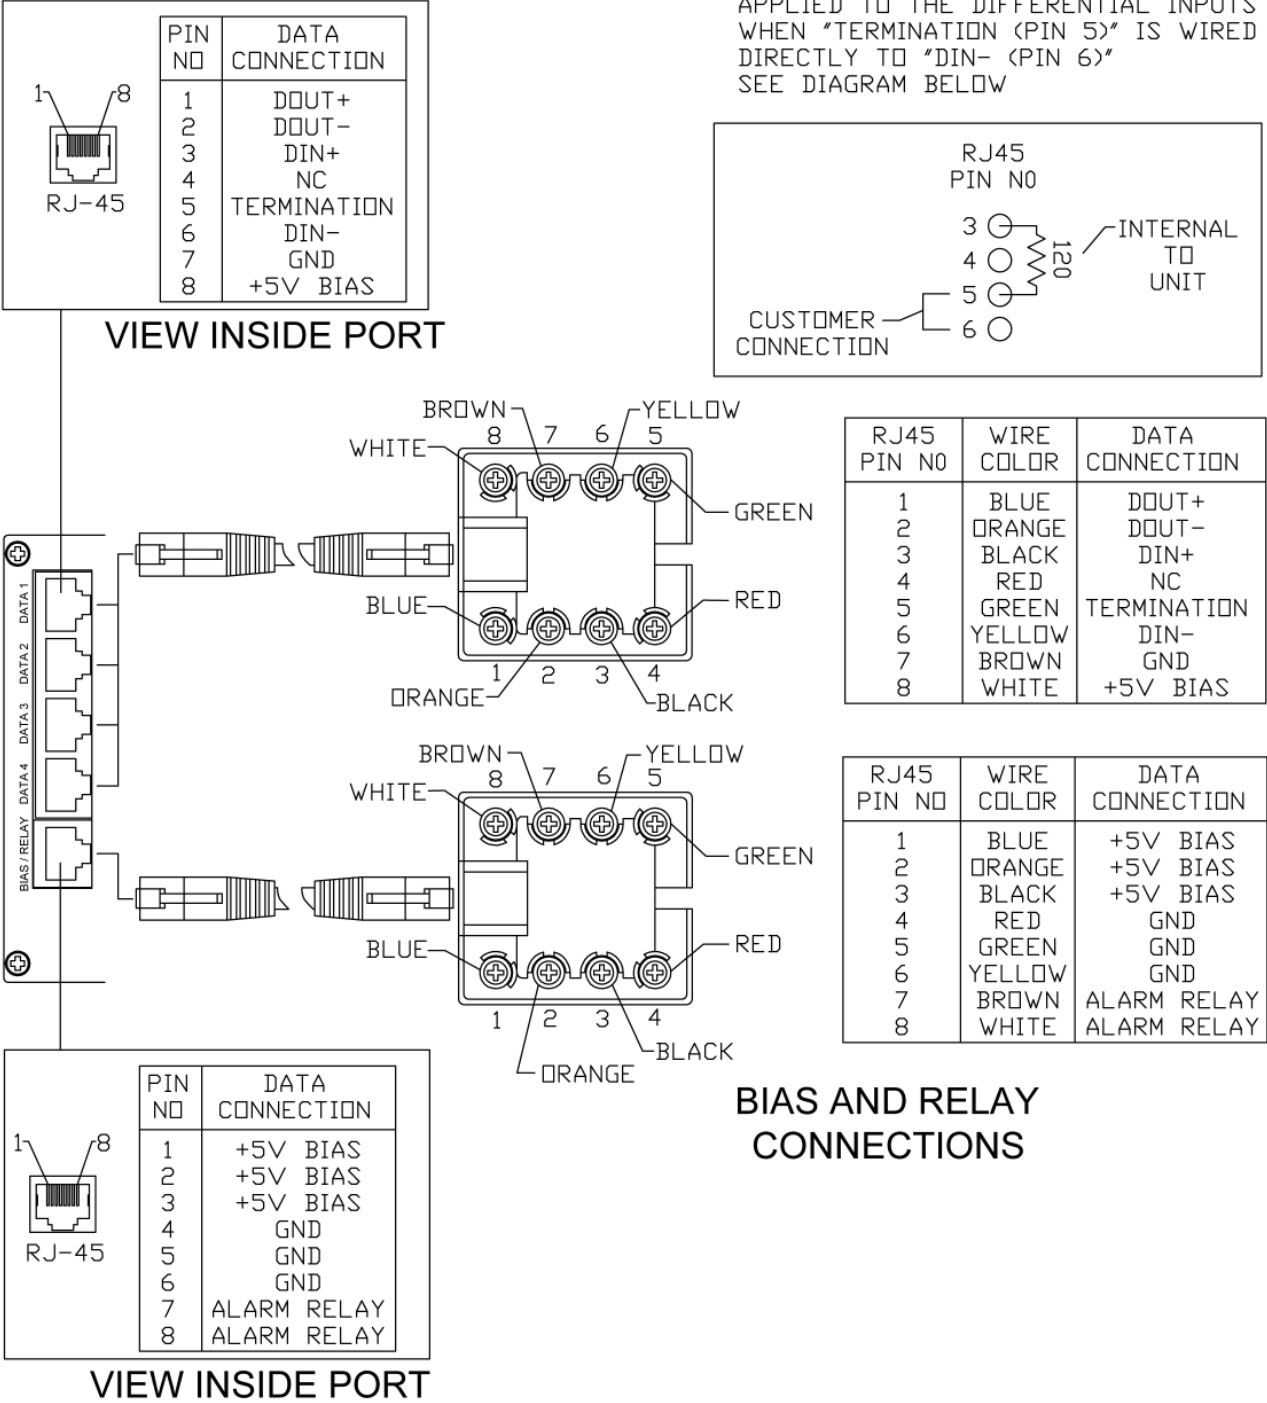 APPLIED TO THE DIFFERENTIAL INPUTS
WHEN "TERMINATION (PIN 5)" IS WIRED
DIRECTLY TO "DIN- (PIN 6)"
SEE DIAGRAM BELOW
PIN NO DATA CONNECTION
1 DOUT+
2 DOUT-
3 DIN+
4 NC
5 TERMINATION
6 DIN-
7 GND
8 +5V BIAS
1 8
RJ-45
VIEW INSIDE PORT
RJ45
PIN NO
3
4
5
6
120
INTERNAL
TO
UNIT
CUSTOMER
CONNECTION
BROWN
YELLOW
WHITE
8 7 6 5
GREEN
BLUE
RED
1 2 3 4
ORANGE
BLACK
RJ45 PIN NO WIRE COLOR DATA CONNECTION
1 BLUE DOUT+
2 ORANGE DOUT-
3 BLACK DIN+
4 RED NC
5 GREEN TERMINATION
6 YELLOW DIN-
7 BROWN GND
8 WHITE +5V BIAS
DATA 1
DATA 2
DATA 3
DATA 4
BIAS / RELAY
BROWN
YELLOW
WHITE
8 7 6 5
GREEN
BLUE
RED
1 2 3 4
BLACK
ORANGE
RJ45 PIN NO WIRE COLOR DATA CONNECTION
1 BLUE +5V BIAS
2 ORANGE +5V BIAS
3 BLACK +5V BIAS
4 RED GND
5 GREEN GND
6 YELLOW GND
7 BROWN ALARM RELAY
8 WHITE ALARM RELAY
BIAS AND RELAY
CONNECTIONS
PIN NO DATA CONNECTION
1 +5V BIAS
2 +5V BIAS
3 +5V BIAS
4 GND
5 GND
6 GND
7 ALARM RELAY
8 ALARM RELAY
1 8
RJ-45
VIEW INSIDE PORT